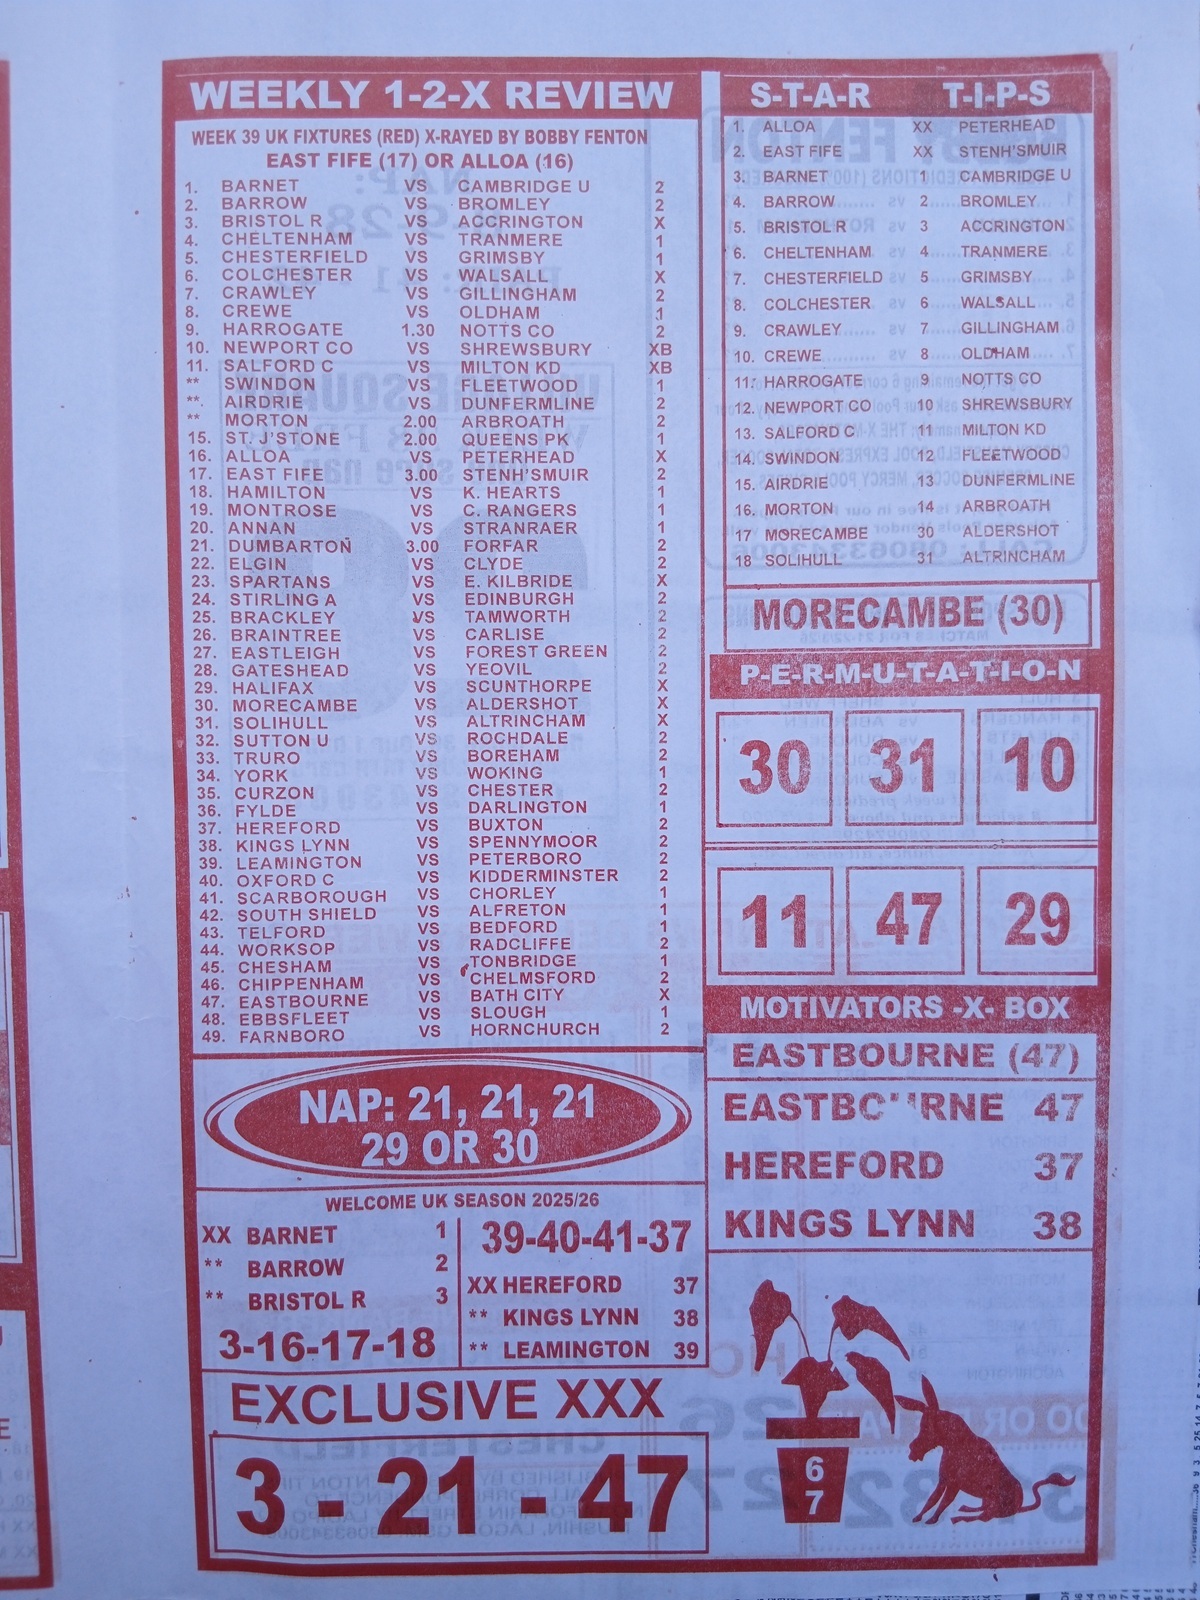 WEEKLY 1-2-X REVIEW
WEEK 39 UK FIXTURES (RED) X-RAYED BY BOBBY FENTON
EAST FIFE (17) OR ALLOA (16)
1. BARNET VS CAMBRIDGE U 2
2. BARROW VS BROMLEY 2
3. BRISTOL R VS ACCRINGTON X
4. CHELTENHAM VS TRANMERE 1
5. CHESTERFIELD VS GRIMSBY 1
6. COLCHESTER VS WALSALL X
7. CRAWLEY VS GILLINGHAM 2
8. CREWE VS OLDHAM 1
9. HARROGATE 1.30 NOTTS CO 2
10. NEWPORT CO VS SHREWSBURY XB
11. SALFORD C VS MILTON KD XB
** SWINDON VS FLEETWOOD 1
**. AIRDRIE VS DUNFERMLINE 2
** MORTON 2.00 ARBROATH 2
15. ST. J'STONE 2.00 QUEENS PK 1
16. ALLOA VS PETERHEAD X
17. EAST FIFE 3.00 STENH'SMUIR 2
18. HAMILTON VS K. HEARTS 1
19. MONTROSE VS C. RANGERS 1
20. ANNAN VS STRANRAER 1
21. DUMBARTON 3.00 FORFAR 2
22. ELGIN VS CLYDE 2
23. SPARTANS VS E. KILBRIDE X
24. STIRLING A VS EDINBURGH 2
25. BRACKLEY VS TAMWORTH 2
26. BRAINTREE VS CARLISE 2
27. EASTLEIGH VS FOREST GREEN 2
28. GATESHEAD VS YEOVIL 2
29. HALIFAX VS SCUNTHORPE X
30. MORECAMBE VS ALDERSHOT X
31. SOLIHULL VS ALTRINCHAM X
32. SUTTON U VS ROCHDALE 2
33. TRURO VS BOREHAM 2
34. YORK VS WOKING 1
35. CURZON VS CHESTER 2
36. FYLDE VS DARLINGTON 1
37. HEREFORD VS BUXTON 2
38. KINGS LYNN VS SPENNYMOOR 2
39. LEAMINGTON VS PETERBORO 2
40. OXFORD C VS KIDDERMINSTER 2
41. SCARBOROUGH VS CHORLEY 1
42. SOUTH SHIELD VS ALFRETON 1
43. TELFORD VS BEDFORD 1
44. WORKSOP VS RADCLIFFE 2
45. CHESHAM VS TONBRIDGE 1
46. CHIPPENHAM VS CHELMSFORD 2
47. EASTBOURNE VS BATH CITY X
48. EBBSFLEET VS SLOUGH 1
49. FARNBORO VS HORNCHURCH 2
NAP: 21, 21, 21
29 OR 30
WELCOME UK SEASON 2025/26
XX BARNET 1
** BARROW 2
** BRISTOL R 3
3-16-17-18
39-40-41-37
XX HEREFORD 37
** KINGS LYNN 38
** LEAMINGTON 39
EXCLUSIVE XXX
3 - 21 - 47
S-T-A-R T-I-P-S
1. ALLOA XX PETERHEAD
2. EAST FIFE XX STENH'SMUIR
3. BARNET 1 CAMBRIDGE U
4. BARROW 2 BROMLEY
5. BRISTOL R 3 ACCRINGTON
6. CHELTENHAM 4 TRANMERE
7. CHESTERFIELD 5 GRIMSBY
8. COLCHESTER 6 WALSALL
9. CRAWLEY 7 GILLINGHAM
10. CREWE 8 OLDHAM
11. HARROGATE 9 NOTTS CO
12. NEWPORT CO 10 SHREWSBURY
13. SALFORD C 11 MILTON KD
14. SWINDON 12 FLEETWOOD
15. AIRDRIE 13 DUNFERMLINE
16. MORTON 14 ARBROATH
17 MORECAMBE 30 ALDERSHOT
18 SOLIHULL 31 ALTRINCHAM
MORECAMBE (30)
P-E-R-M-U-T-A-T-I-O-N
30 31 10
11 47 29
MOTIVATORS -X- BOX
EASTBOURNE (47)
EASTBOURNE 47
HEREFORD 37
KINGS LYNN 38
6
7